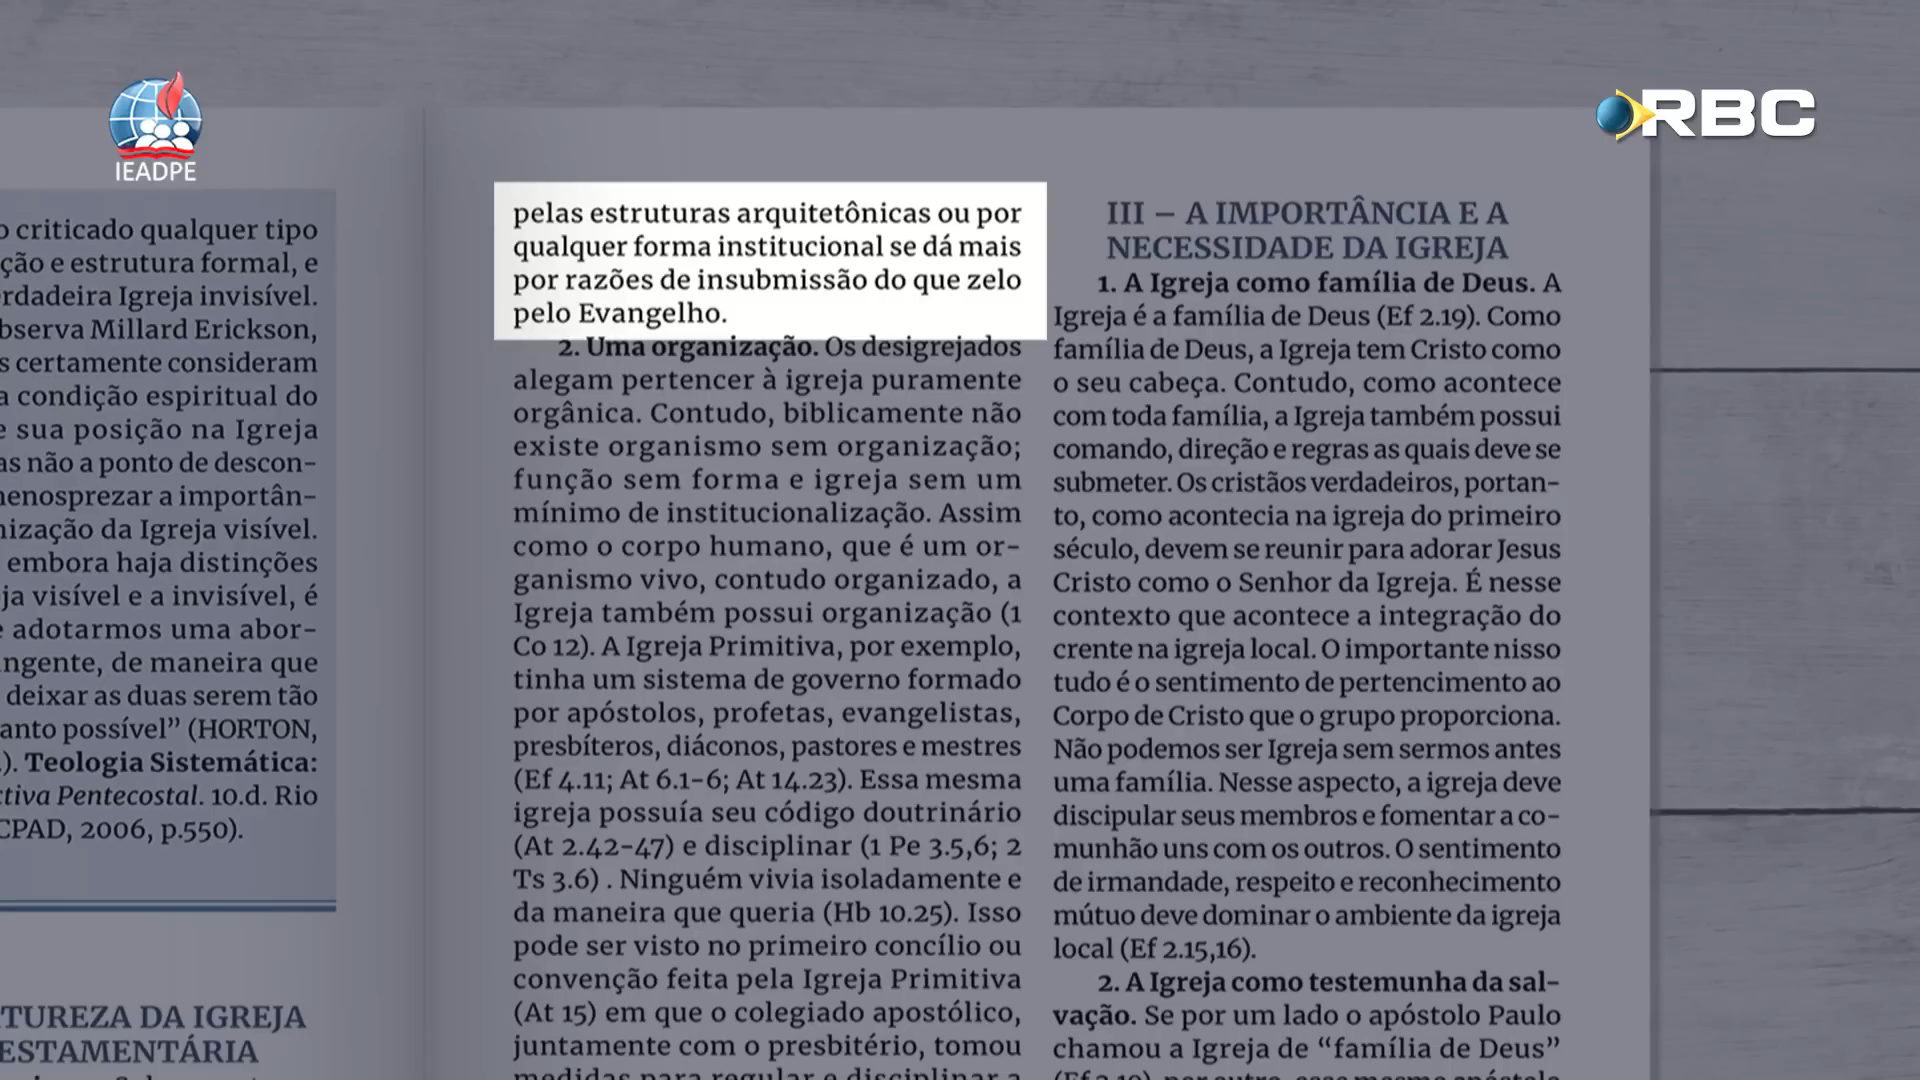 IEADPE
RBC
o criticado qualquer tipo
ção e estrutura formal, e
rdadeira Igreja invisível.
bserva Millard Erickson,
s certamente consideram
a condição espiritual do
e sua posição na Igreja
as não a ponto de descon-
nenosprezar a importân-
nização da Igreja visível.
embora haja distinções
ja visível e a invisível, é
e adotarmos uma abor-
ngente, de maneira que
deixar as duas serem tão
anto possível” (HORTON,
.). Teologia Sistemática:
ctiva Pentecostal. 10.d. Rio
CPAD, 2006, p.550).
TUREZA DA IGREJA
ESTAMENTÁRIA
pelas estruturas arquitetônicas ou por
qualquer forma institucional se dá mais
por razões de insubmissão do que zelo
pelo Evangelho.
2. Uma organização. Os desigrejados
alegam pertencer à igreja puramente
orgânica. Contudo, biblicamente não
existe organismo sem organização;
função sem forma e igreja sem um
mínimo de institucionalização. Assim
como o corpo humano, que é um or-
ganismo vivo, contudo organizado, a
Igreja também possui organização (1
Co 12). A Igreja Primitiva, por exemplo,
tinha um sistema de governo formado
por apóstolos, profetas, evangelistas,
presbíteros, diáconos, pastores e mestres
(Ef 4.11; At 6.1-6; At 14.23). Essa mesma
igreja possuía seu código doutrinário
(At 2.42-47) e disciplinar (1 Pe 3.5,6; 2
Ts 3.6) . Ninguém vivia isoladamente e
da maneira que queria (Hb 10.25). Isso
pode ser visto no primeiro concílio ou
convenção feita pela Igreja Primitiva
(At 15) em que o colegiado apostólico,
juntamente com o presbitério, tomou
medidas para regular e disciplinar a
III – A IMPORTÂNCIA E A
NECESSIDADE DA IGREJA
1. A Igreja como família de Deus. A
Igreja é a família de Deus (Ef 2.19). Como
família de Deus, a Igreja tem Cristo como
o seu cabeça. Contudo, como acontece
com toda família, a Igreja também possui
comando, direção e regras as quais deve se
submeter. Os cristãos verdadeiros, portan-
to, como acontecia na igreja do primeiro
século, devem se reunir para adorar Jesus
Cristo como o Senhor da Igreja. É nesse
contexto que acontece a integração do
crente na igreja local. O importante nisso
tudo é o sentimento de pertencimento ao
Corpo de Cristo que o grupo proporciona.
Não podemos ser Igreja sem sermos antes
uma família. Nesse aspecto, a igreja deve
discipular seus membros e fomentar a co-
munhão uns com os outros. O sentimento
de irmandade, respeito e reconhecimento
mútuo deve dominar o ambiente da igreja
local (Ef 2.15,16).
2. A Igreja como testemunha da sal-
vação. Se por um lado o apóstolo Paulo
chamou a Igreja de “família de Deus”
(Ef 2.19), por outro, esse mesmo apóstolo